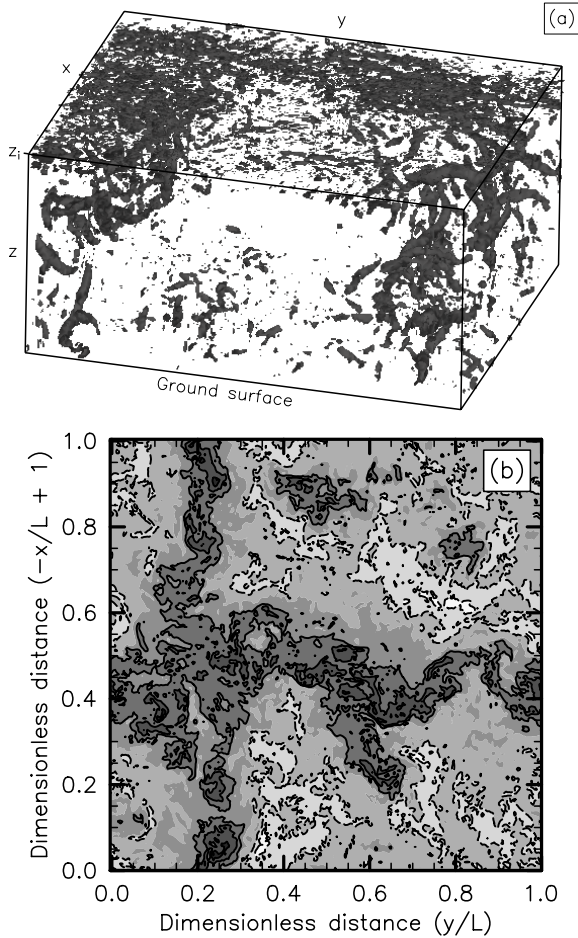 (a)
y
x
zi
z
Ground surface
(b)
1.0
0.8
0.6
0.4
0.2
0.0
Dimensionless distance (-x/L + 1)
0.0 0.2 0.4 0.6 0.8 1.0
Dimensionless distance (y/L)